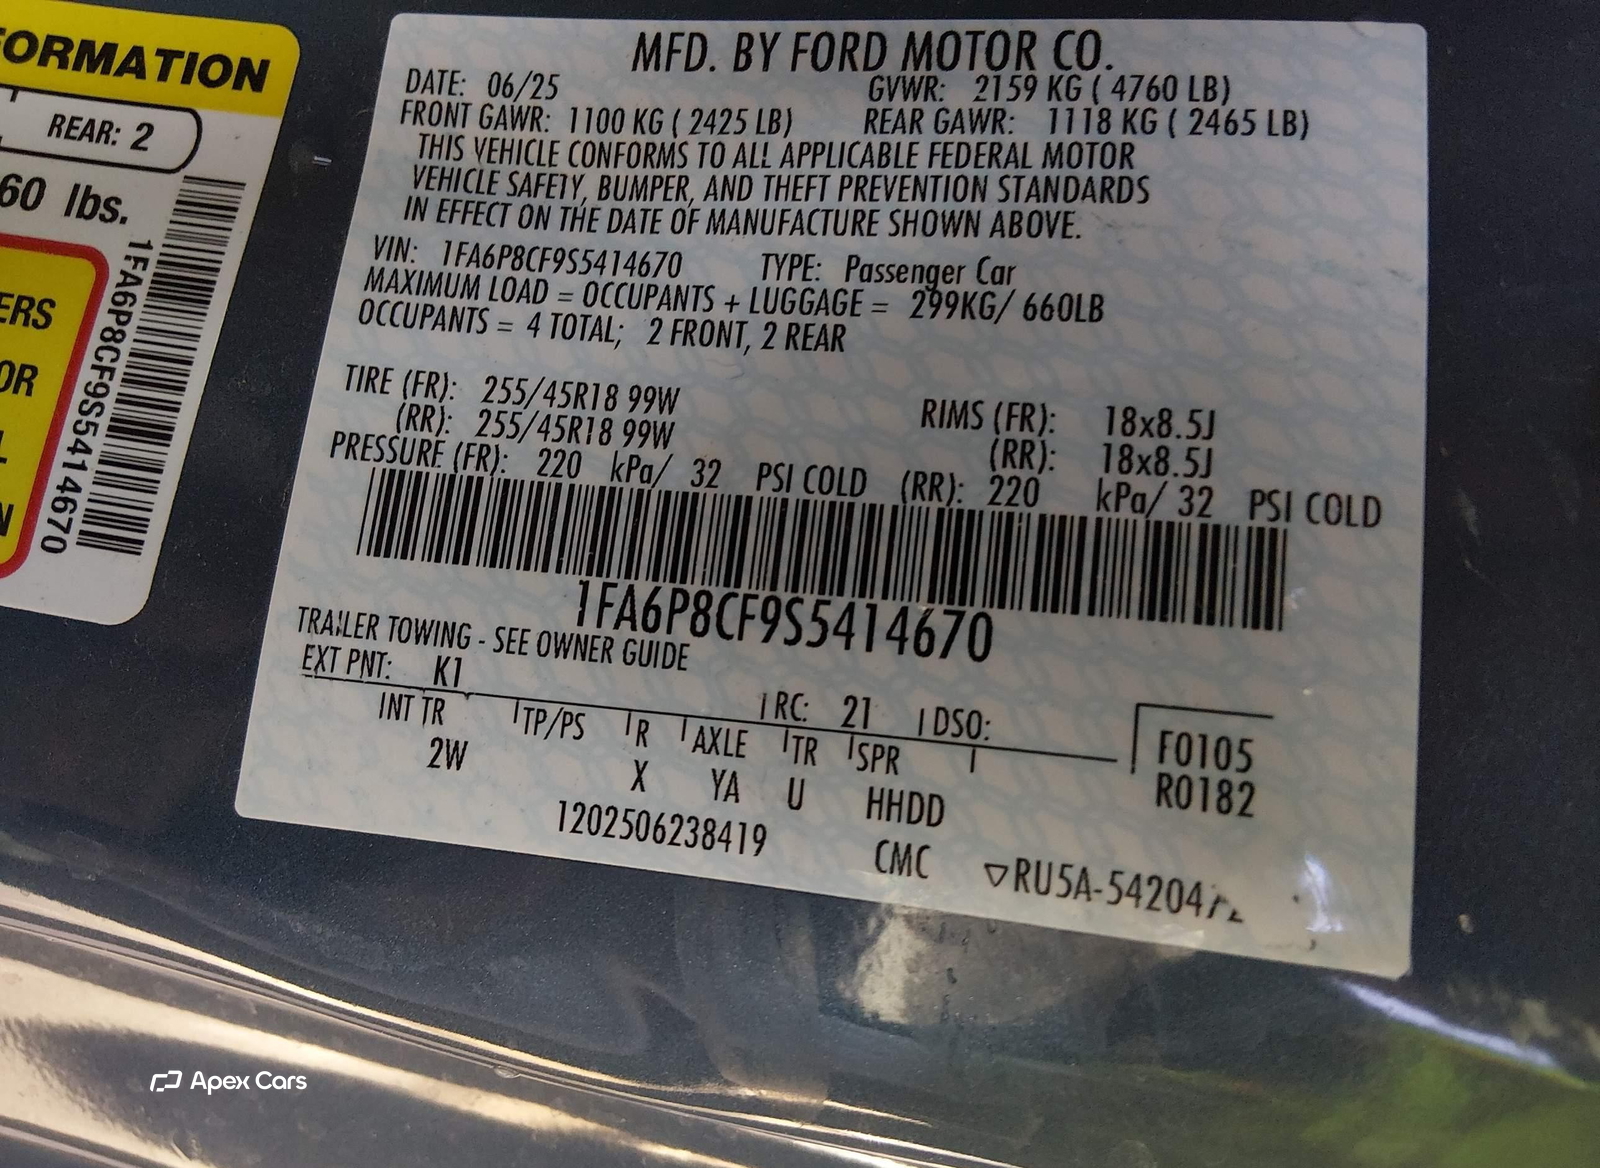 FORMATION
REAR: 2
60 lbs.
1FA6P8CF9S5414670
MFD. BY FORD MOTOR CO.
DATE: 06/25 GVWR: 2159 KG ( 4760 LB)
FRONT GAWR: 1100 KG ( 2425 LB) REAR GAWR: 1118 KG ( 2465 LB)
THIS VEHICLE CONFORMS TO ALL APPLICABLE FEDERAL MOTOR
VEHICLE SAFETY, BUMPER, AND THEFT PREVENTION STANDARDS
IN EFFECT ON THE DATE OF MANUFACTURE SHOWN ABOVE.
VIN: 1FA6P8CF9S5414670 TYPE: Passenger Car
MAXIMUM LOAD = OCCUPANTS + LUGGAGE = 299KG/ 660LB
OCCUPANTS = 4 TOTAL; 2 FRONT, 2 REAR
TIRE (FR): 255/45R18 99W RIMS (FR): 18x8.5J
(RR): 255/45R18 99W (RR): 18x8.5J
PRESSURE (FR): 220 kPa/ 32 PSI COLD (RR): 220 kPa/ 32 PSI COLD
1FA6P8CF9S5414670
TRAILER TOWING - SEE OWNER GUIDE
EXT PNT: K1 RC: 21 DSO:
INT TR TP/PS R AXLE TR SPR F0105
2W X YA U HHDD R0182
1202506238419 CMC ▽RU5A-54204
Apex Cars